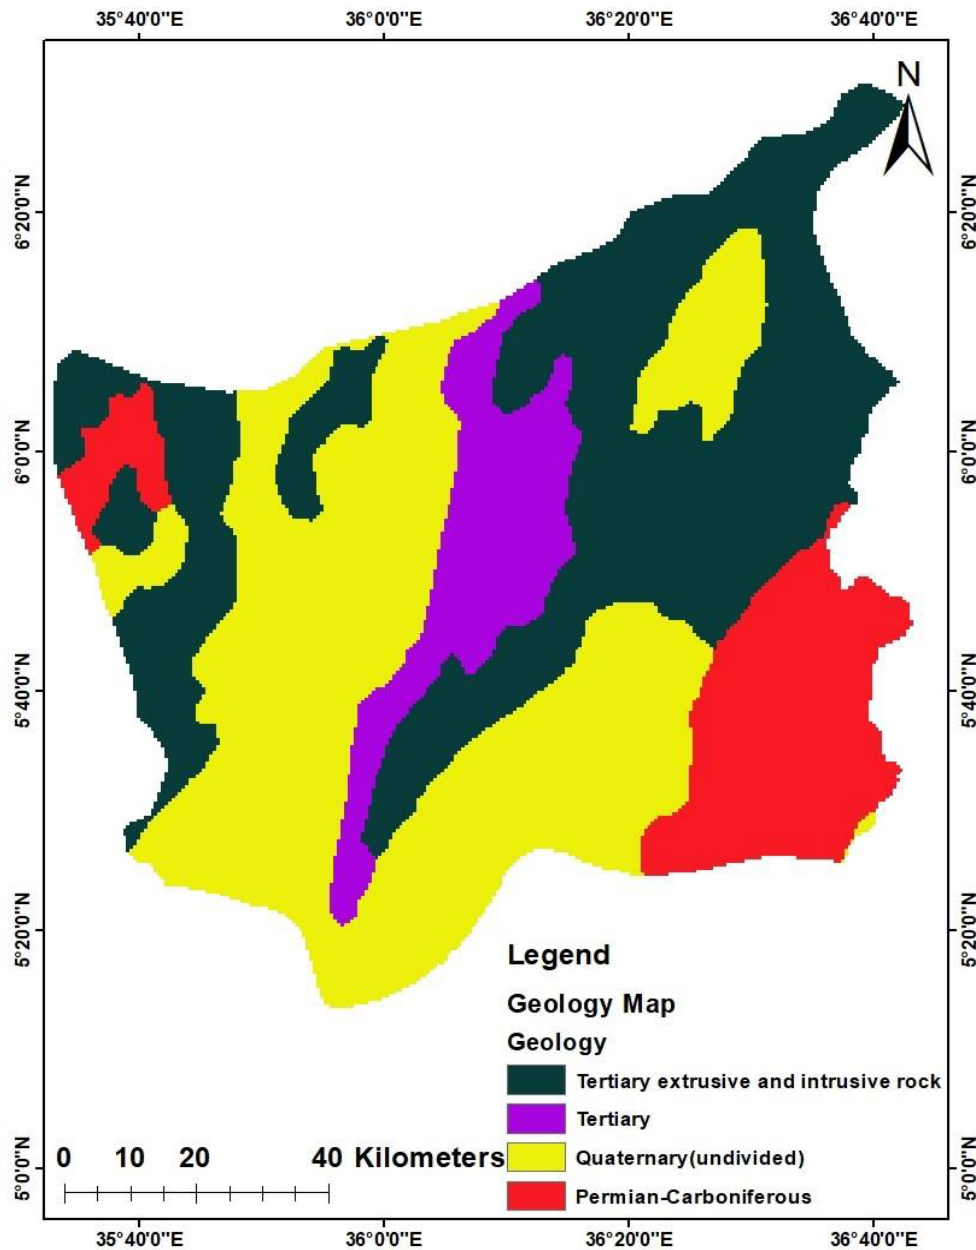 35°40'0"E 36°0'0"E 36°20'0"E 36°40'0"E
N
6°20'0"N 6°20'0"N
6°0'0"N 6°0'0"N
5°40'0"N 5°40'0"N
5°20'0"N 5°20'0"N
Legend
Geology Map
Geology
Tertiary extrusive and intrusive rock
Tertiary
Quaternary(undivided)
Permian-Carboniferous
0 10 20 40 Kilometers
5°0'0"N 5°0'0"N
35°40'0"E 36°0'0"E 36°20'0"E 36°40'0"E